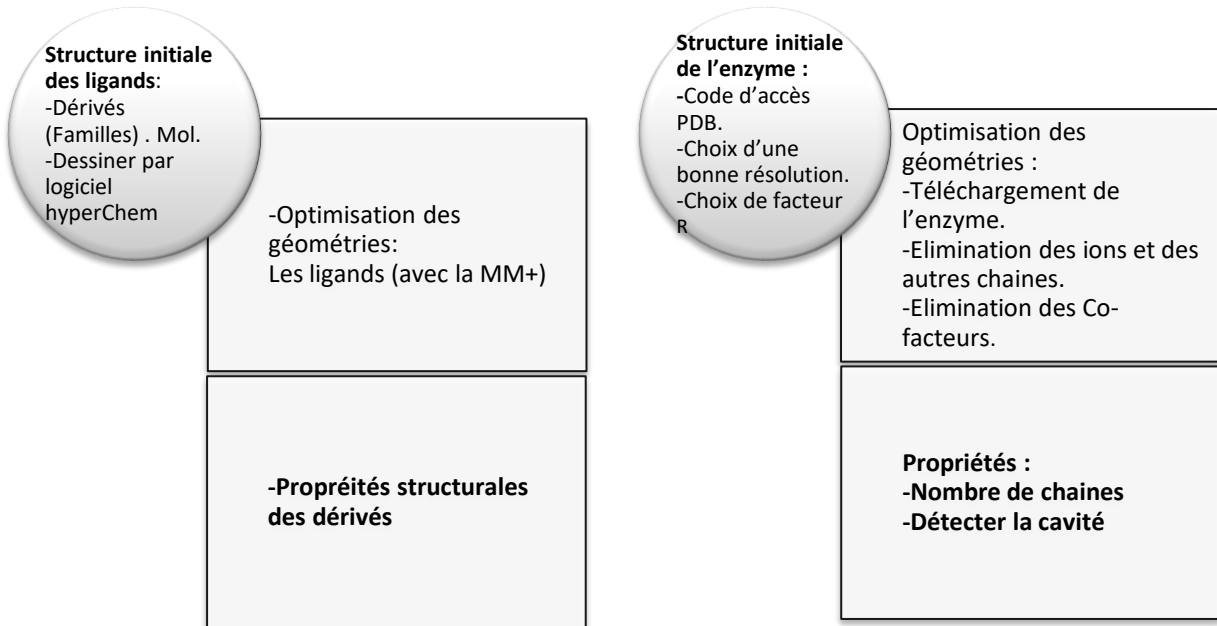 Structure initiale
des ligands:
-Dérivés
(Familles) . Mol.
-Dessiner par
logiciel
hyperChem
-Optimisation des
géométries:
Les ligands (avec la MM+)
-Propréités structurales
des dérivés
Structure initiale
de l’enzyme :
-Code d’accès
PDB.
-Choix d’une
bonne résolution.
-Choix de facteur
R
Optimisation des
géométries :
-Téléchargement de
l’enzyme.
-Elimination des ions et des
autres chaines.
-Elimination des Co-
facteurs.
Propriétés :
-Nombre de chaines
-Détecter la cavité